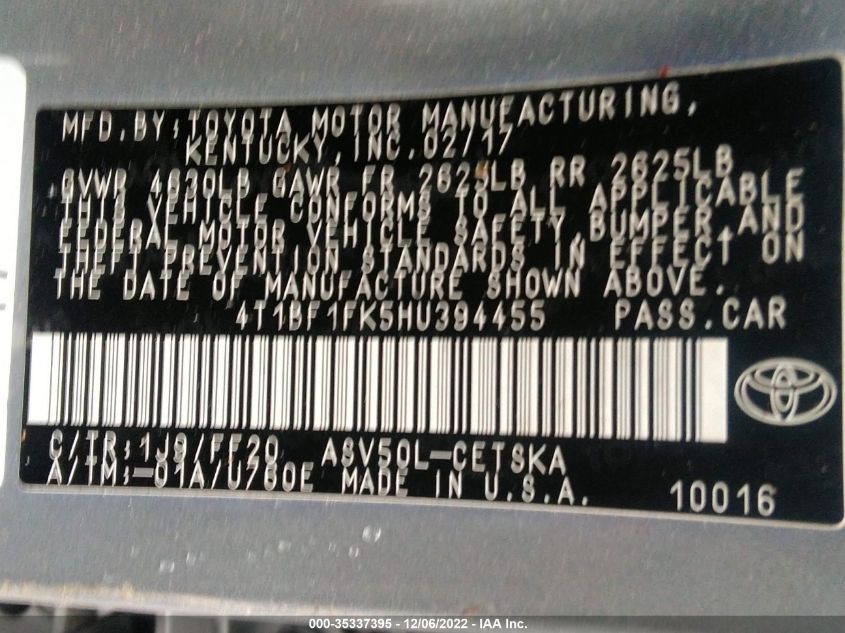 MFD.BY:TOYOTA MOTOR MANUFACTURING,
KENTUCKY,INC.02/17
GVWR 4630LB GAWR FR 2625LB RR 2625LB
THIS VEHICLE CONFORMS TO ALL APPLICABLE
FEDERAL MOTOR VEHICLE SAFETY,BUMPER,AND
THEFT PREVENTION STANDARDS IN EFFECT ON
THE DATE OF MANUFACTURE SHOWN ABOVE.
4T1BF1FK5HU394455 PASS.CAR
C/TR:1J9/FF20 ASV50L-CETSKA
A/TM:-01A/U760E MADE IN U.S.A. 10016
000-35337395 - 12/06/2022 - IAA Inc.